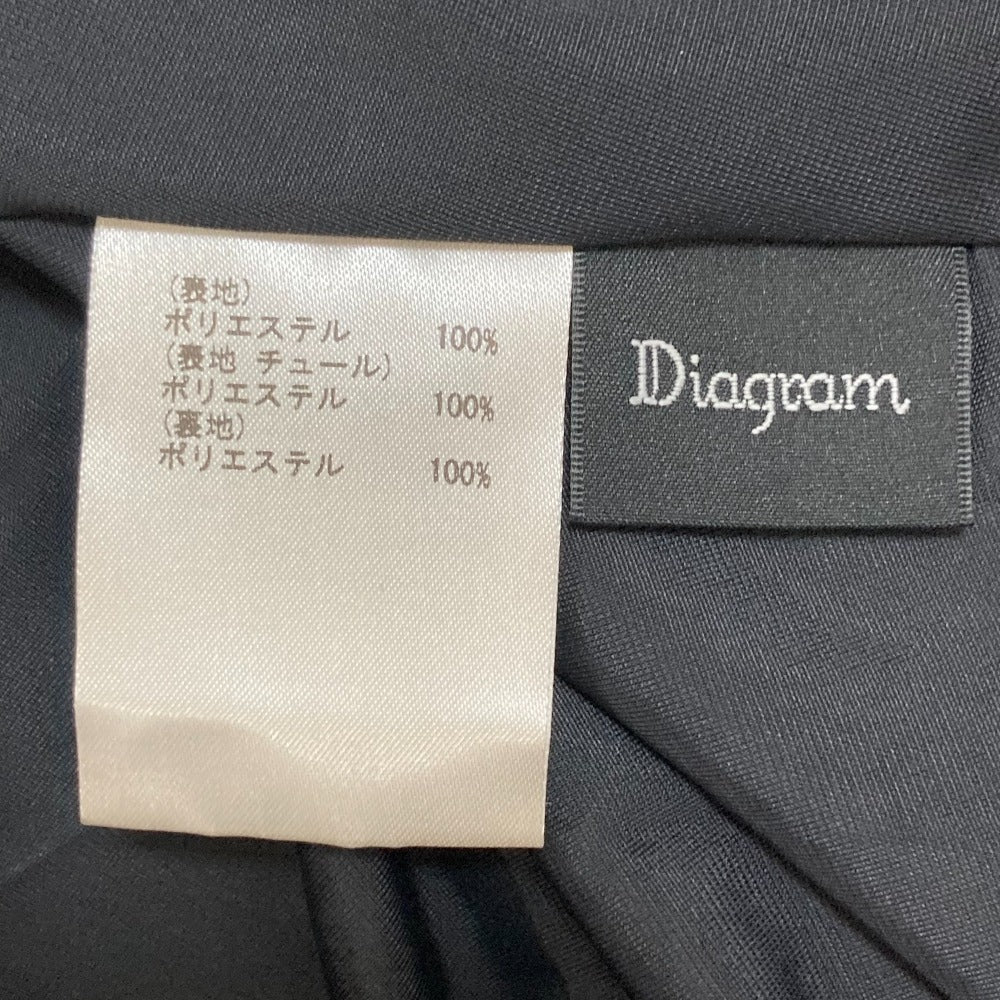 (表地)
ポリエステル 100%
(表地 チュール)
ポリエステル 100%
(裏地)
ポリエステル 100%
Diagram